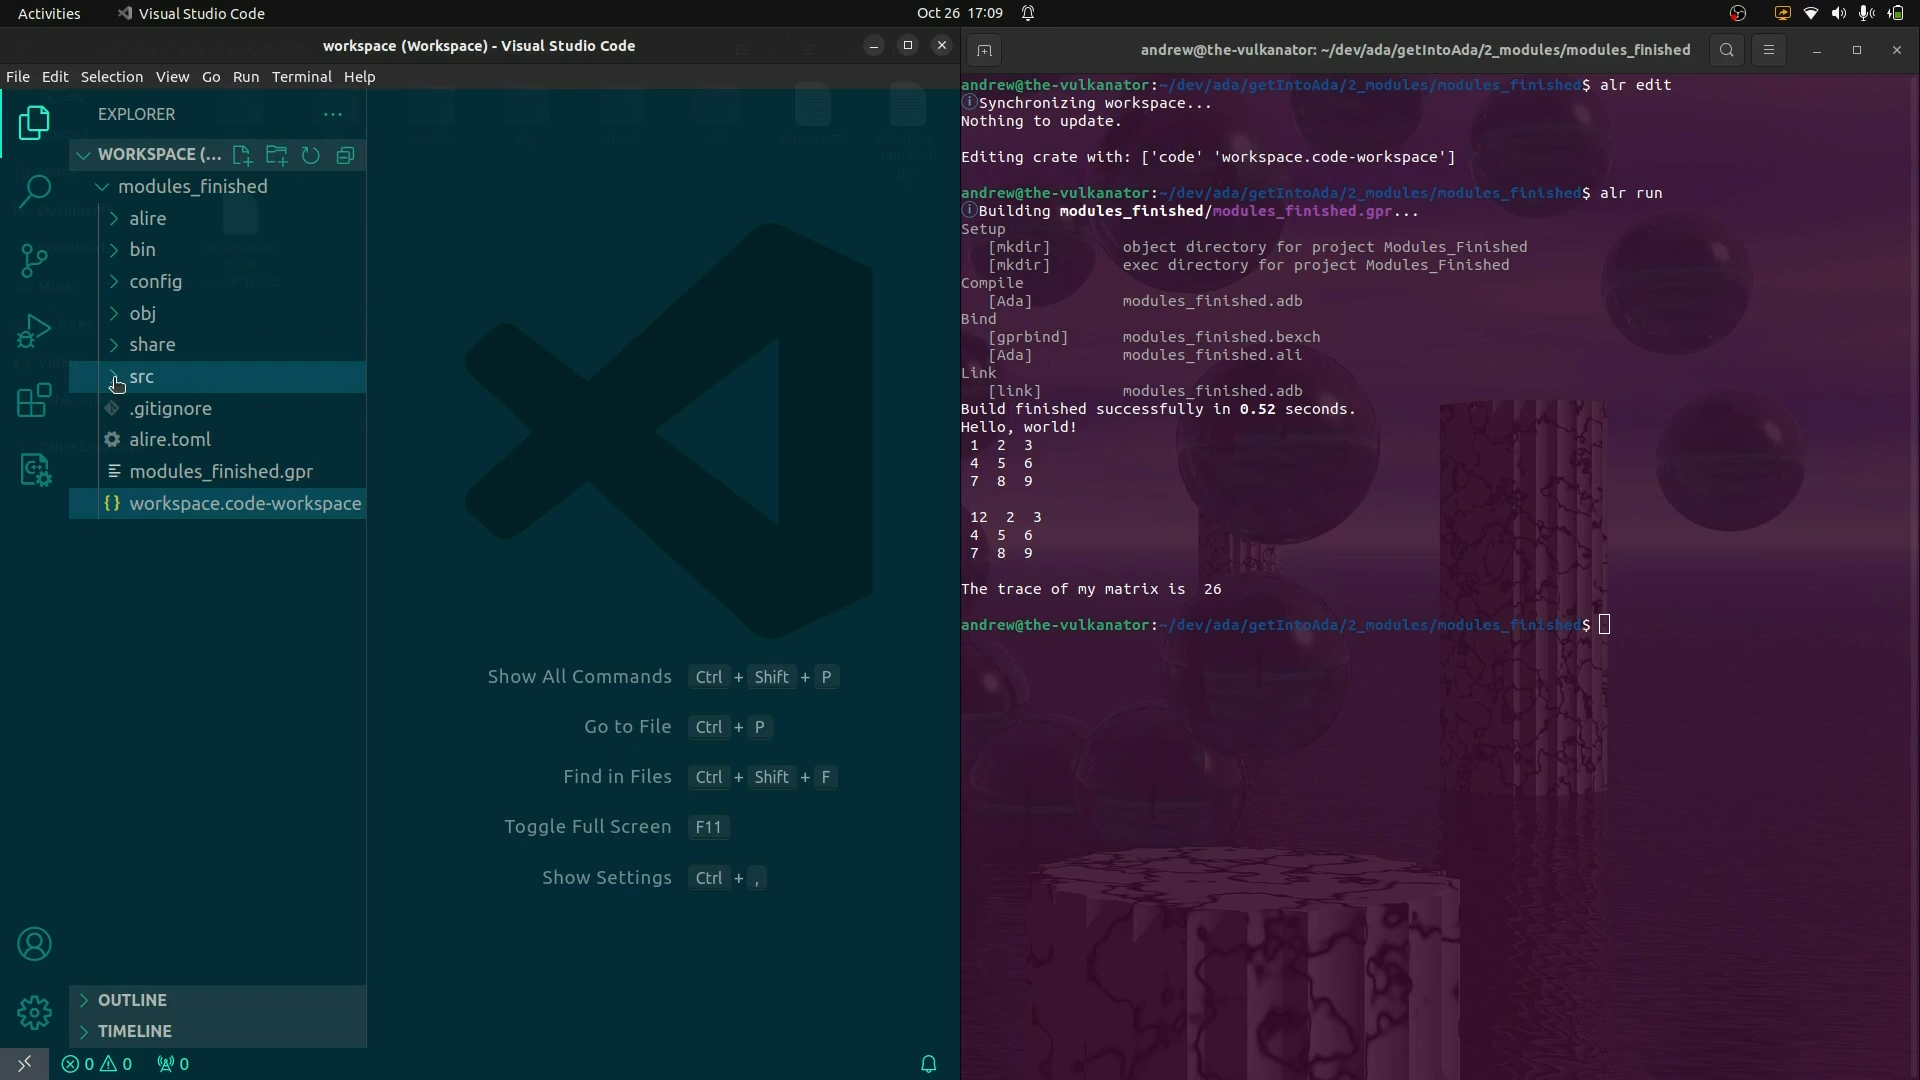 Activities
Visual Studio Code
Oct 26 17:09
workspace (Workspace) - Visual Studio Code
File Edit Selection View Go Run Terminal Help
EXPLORER
WORKSPACE (...
modules_finished
alire
bin
config
obj
share
src
.gitignore
alire.toml
modules_finished.gpr
{} workspace.code-workspace
OUTLINE
TIMELINE
0 0 0
Show All Commands Ctrl + Shift + P
Go to File Ctrl + P
Find in Files Ctrl + Shift + F
Toggle Full Screen F11
Show Settings Ctrl + ,
andrew@the-vulkanator: ~/dev/ada/getIntoAda/2_modules/modules_finished
andrew@the-vulkanator:~/dev/ada/getIntoAda/2_modules/modules_finished$ alr edit
ⓘSynchronizing workspace...
Nothing to update.
Editing crate with: ['code' 'workspace.code-workspace']
andrew@the-vulkanator:~/dev/ada/getIntoAda/2_modules/modules_finished$ alr run
ⓘBuilding modules_finished/modules_finished.gpr...
Setup
[mkdir] object directory for project Modules_Finished
[mkdir] exec directory for project Modules_Finished
Compile
[Ada] modules_finished.adb
Bind
[gprbind] modules_finished.bexch
[Ada] modules_finished.ali
Link
[link] modules_finished.adb
Build finished successfully in 0.52 seconds.
Hello, world!
1 2 3
4 5 6
7 8 9
12 2 3
4 5 6
7 8 9
The trace of my matrix is 26
andrew@the-vulkanator:~/dev/ada/getIntoAda/2_modules/modules_finished$